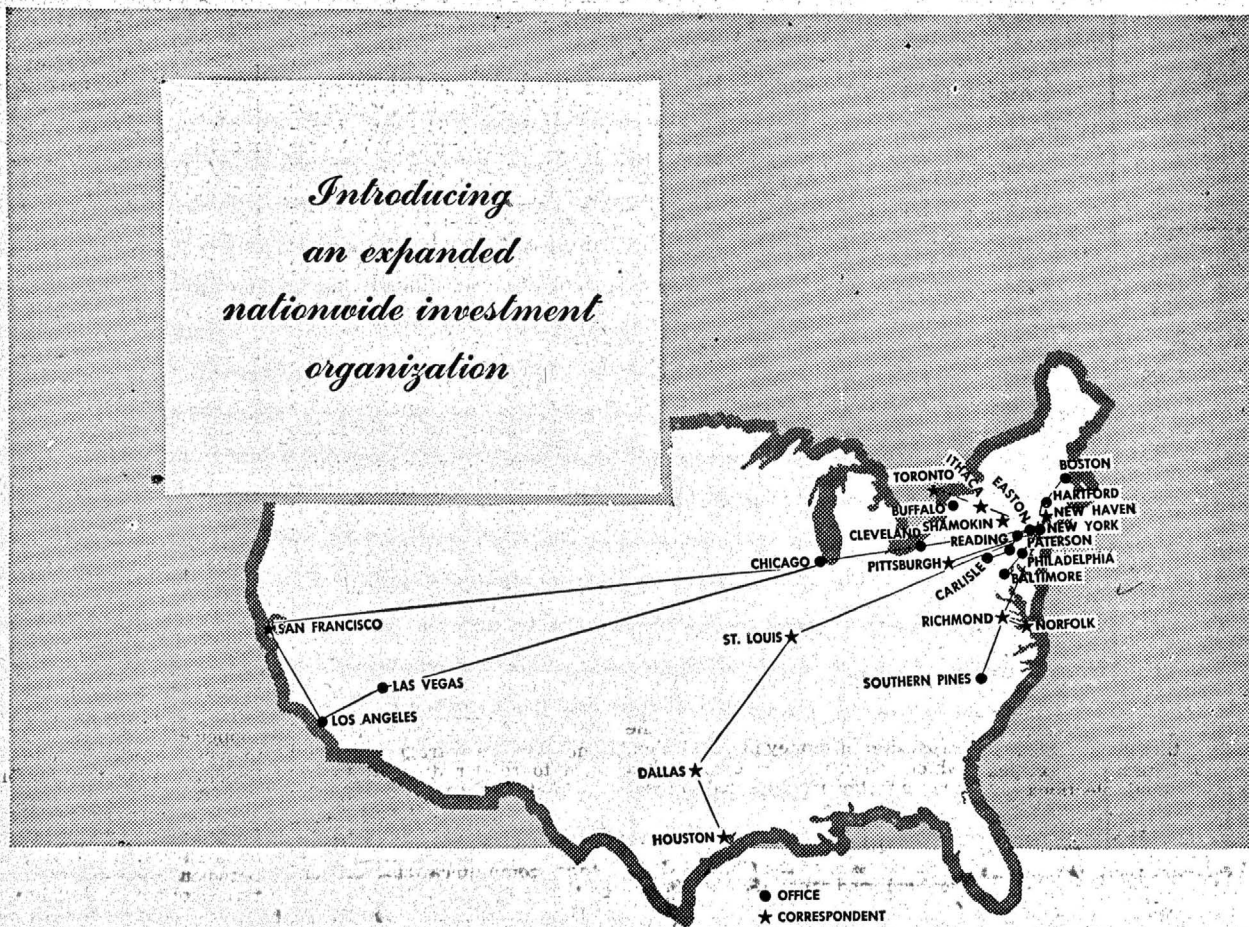 Introducing
an expanded
nationwide investment
organization
BOSTON
TORONTO
ITHACA
EASTON
HARTFORD
BUFFALO
NEW HAVEN
SHAMOKIN
NEW YORK
CLEVELAND
READING
PATERSON
CHICAGO
PITTSBURGH
PHILADELPHIA
CARLISLE
BALTIMORE
RICHMOND
NORFOLK
SAN FRANCISCO
ST. LOUIS
SOUTHERN PINES
LAS VEGAS
LOS ANGELES
DALLAS
HOUSTON
● OFFICE
★ CORRESPONDENT